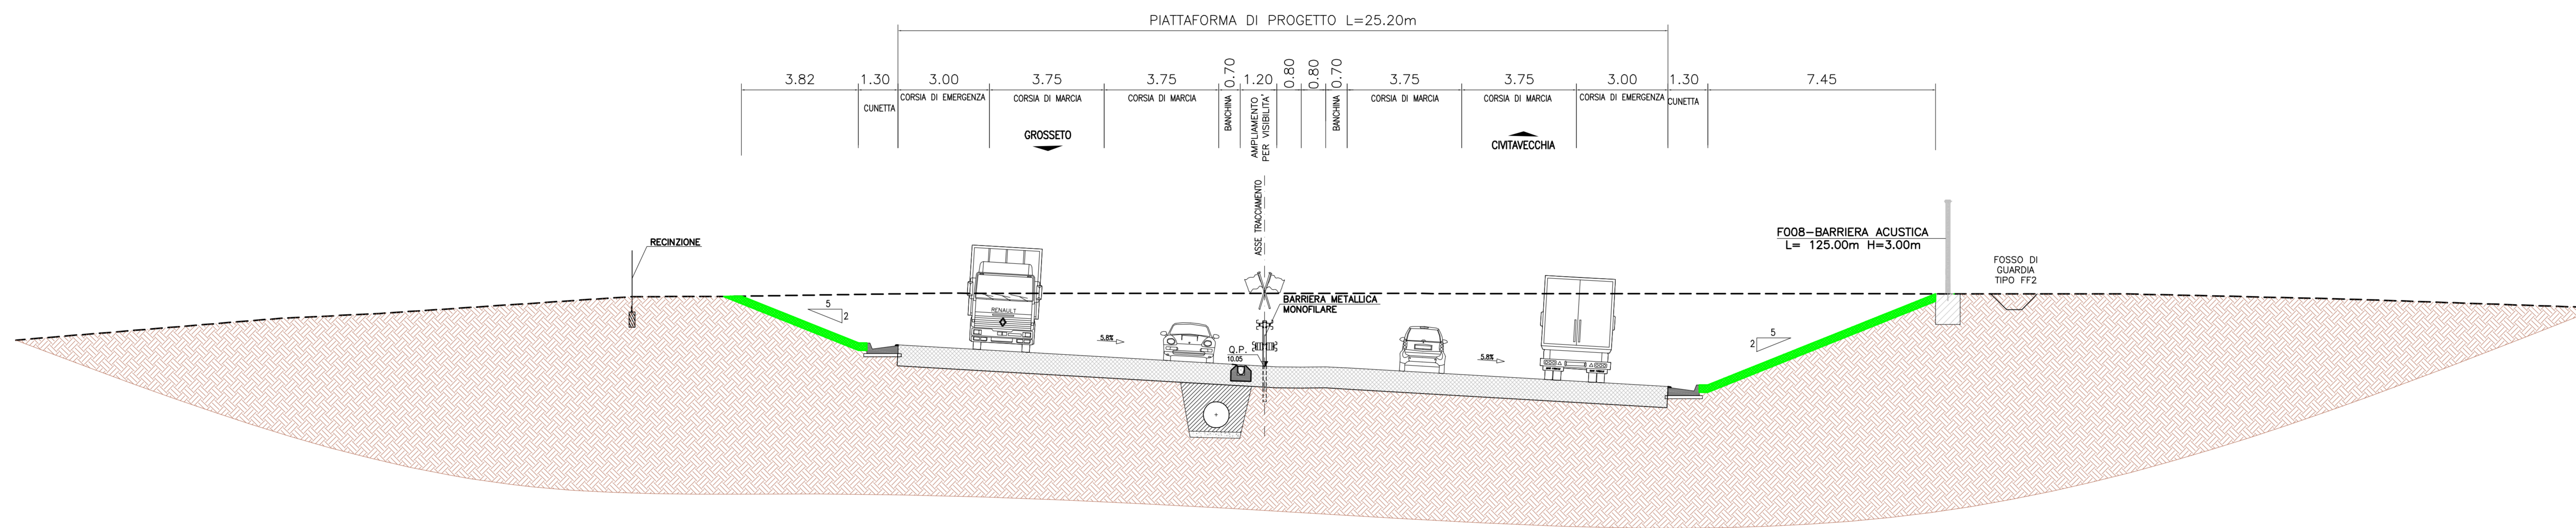 PIATTAFORMA DI PROGETTO L=25.20m
3.82
1.30
3.00
3.75
3.75
0.70
1.20
0.80
0.80
0.70
3.75
3.75
3.00
1.30
7.45
CUNETTA
CORSIA DI EMERGENZA
CORSIA DI MARCIA
CORSIA DI MARCIA
BANCHINA
AMPLIAMENTO
PER VISIBILITA'
BANCHINA
CORSIA DI MARCIA
CORSIA DI MARCIA
CORSIA DI EMERGENZA
CUNETTA
GROSSETO
CIVITAVECCHIA
ASSE TRACCIAMENTO
RECINZIONE
F008-BARRIERA ACUSTICA
L= 125.00m H=3.00m
FOSSO DI
GUARDIA
TIPO FF2
BARRIERA METALLICA
MONOFILARE
5
2
RENAULT
5.8%
Q.P.
10.05
5.8%
5
2